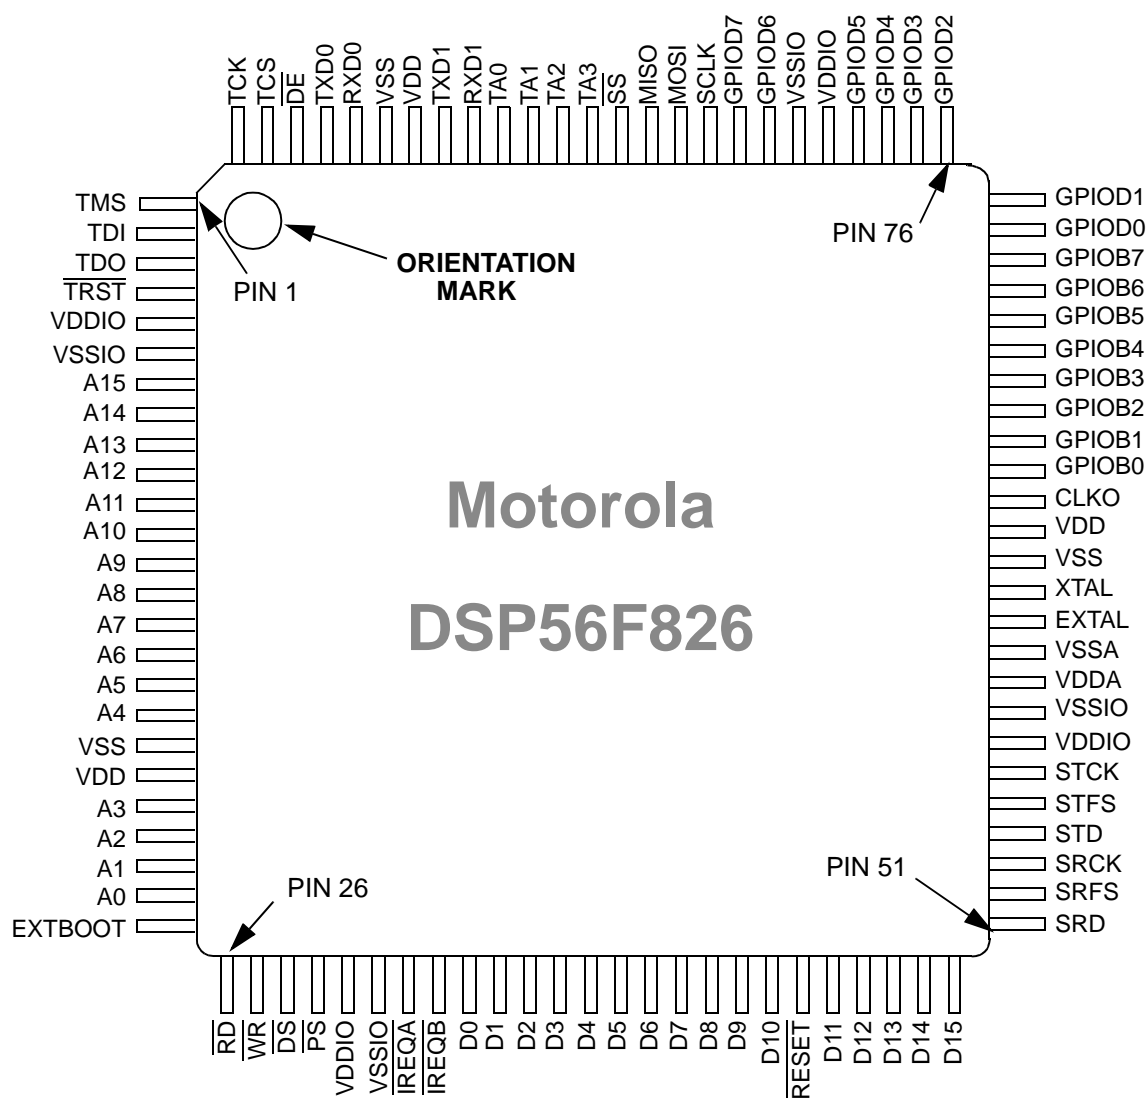 TCK
TCS
DE
TXD0
RXD0
VSS
VDD
TXD1
RXD1
TA0
TA1
TA2
TA3
SS
MISO
MOSI
SCLK
GPIOD7
GPIOD6
VSSIO
VDDIO
GPIOD5
GPIOD4
GPIOD3
GPIOD2
TMS
TDI
TDO
TRST
VDDIO
VSSIO
A15
A14
A13
A12
A11
A10
A9
A8
A7
A6
A5
A4
VSS
VDD
A3
A2
A1
A0
EXTBOOT
PIN 1
ORIENTATION
MARK
PIN 76
Motorola
DSP56F826
PIN 26
PIN 51
GPIOD1
GPIOD0
GPIOB7
GPIOB6
GPIOB5
GPIOB4
GPIOB3
GPIOB2
GPIOB1
GPIOB0
CLKO
VDD
VSS
XTAL
EXTAL
VSSA
VDDA
VSSIO
VDDIO
STCK
STFS
STD
SRCK
SRFS
SRD
RD
WR
DS
PS
VDDIO
VSSIO
IREQA
IREQB
D0
D1
D2
D3
D4
D5
D6
D7
D8
D9
D10
RESET
D11
D12
D13
D14
D15